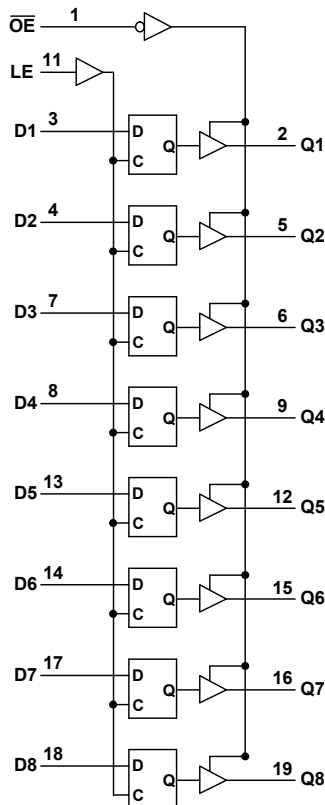 OE 1
LE 11
D1 3 D Q C 2 Q1
D2 4 D Q C 5 Q2
D3 7 D Q C 6 Q3
D4 8 D Q C 9 Q4
D5 13 D Q C 12 Q5
D6 14 D Q C 15 Q6
D7 17 D Q C 16 Q7
D8 18 D Q C 19 Q8